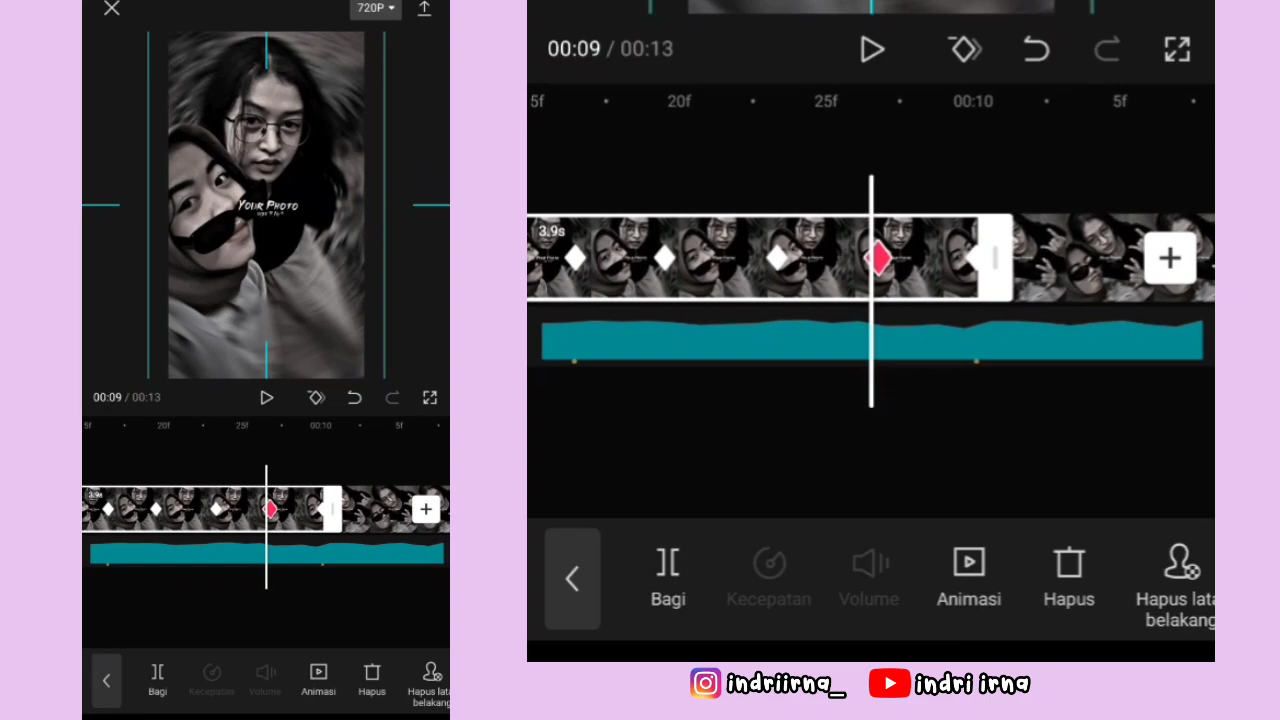 720P
YOUR PHOTO
00:09 / 00:13
5f
20f
25f
00:10
5f
3.9s
Bagi
Kecepatan
Volume
Animasi
Hapus
Hapus lata
belakang
00:09 / 00:13
5f
20f
25f
00:10
5f
3.9s
Bagi
Kecepatan
Volume
Animasi
Hapus
Hapus lata
belakang
indriirna_
indri irna